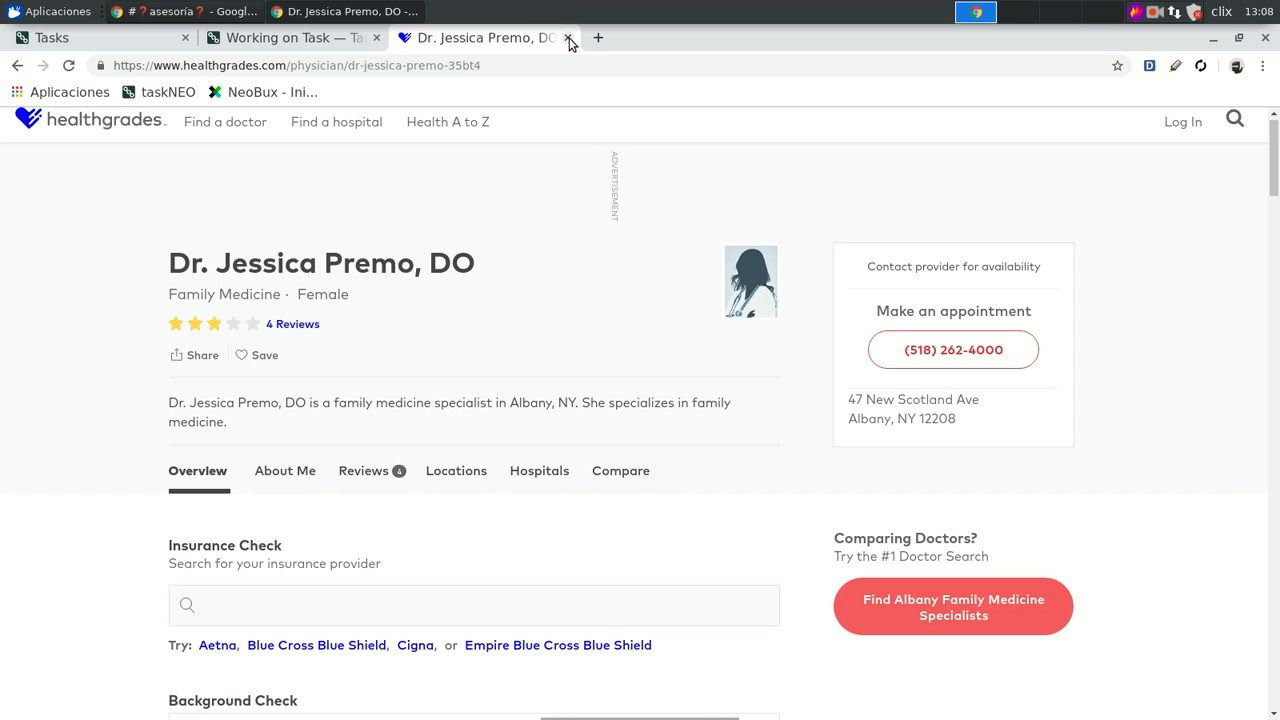 Aplicaciones
#❓asesoría❓ - Googl...
Dr. Jessica Premo, DO -...
clix
13:08
Tasks
Working on Task — Ta
Dr. Jessica Premo, DO
https://www.healthgrades.com/physician/dr-jessica-premo-35bt4
Aplicaciones
taskNEO
NeoBux - Ini...
healthgrades.
Find a doctor
Find a hospital
Health A to Z
Log In
ADVERTISEMENT
Dr. Jessica Premo, DO
Family Medicine · Female
4 Reviews
Share
Save
Dr. Jessica Premo, DO is a family medicine specialist in Albany, NY. She specializes in family
medicine.
Contact provider for availability
Make an appointment
(518) 262-4000
47 New Scotland Ave
Albany, NY 12208
Overview
About Me
Reviews 4
Locations
Hospitals
Compare
Insurance Check
Search for your insurance provider
Try: Aetna, Blue Cross Blue Shield, Cigna, or Empire Blue Cross Blue Shield
Background Check
Comparing Doctors?
Try the #1 Doctor Search
Find Albany Family Medicine
Specialists